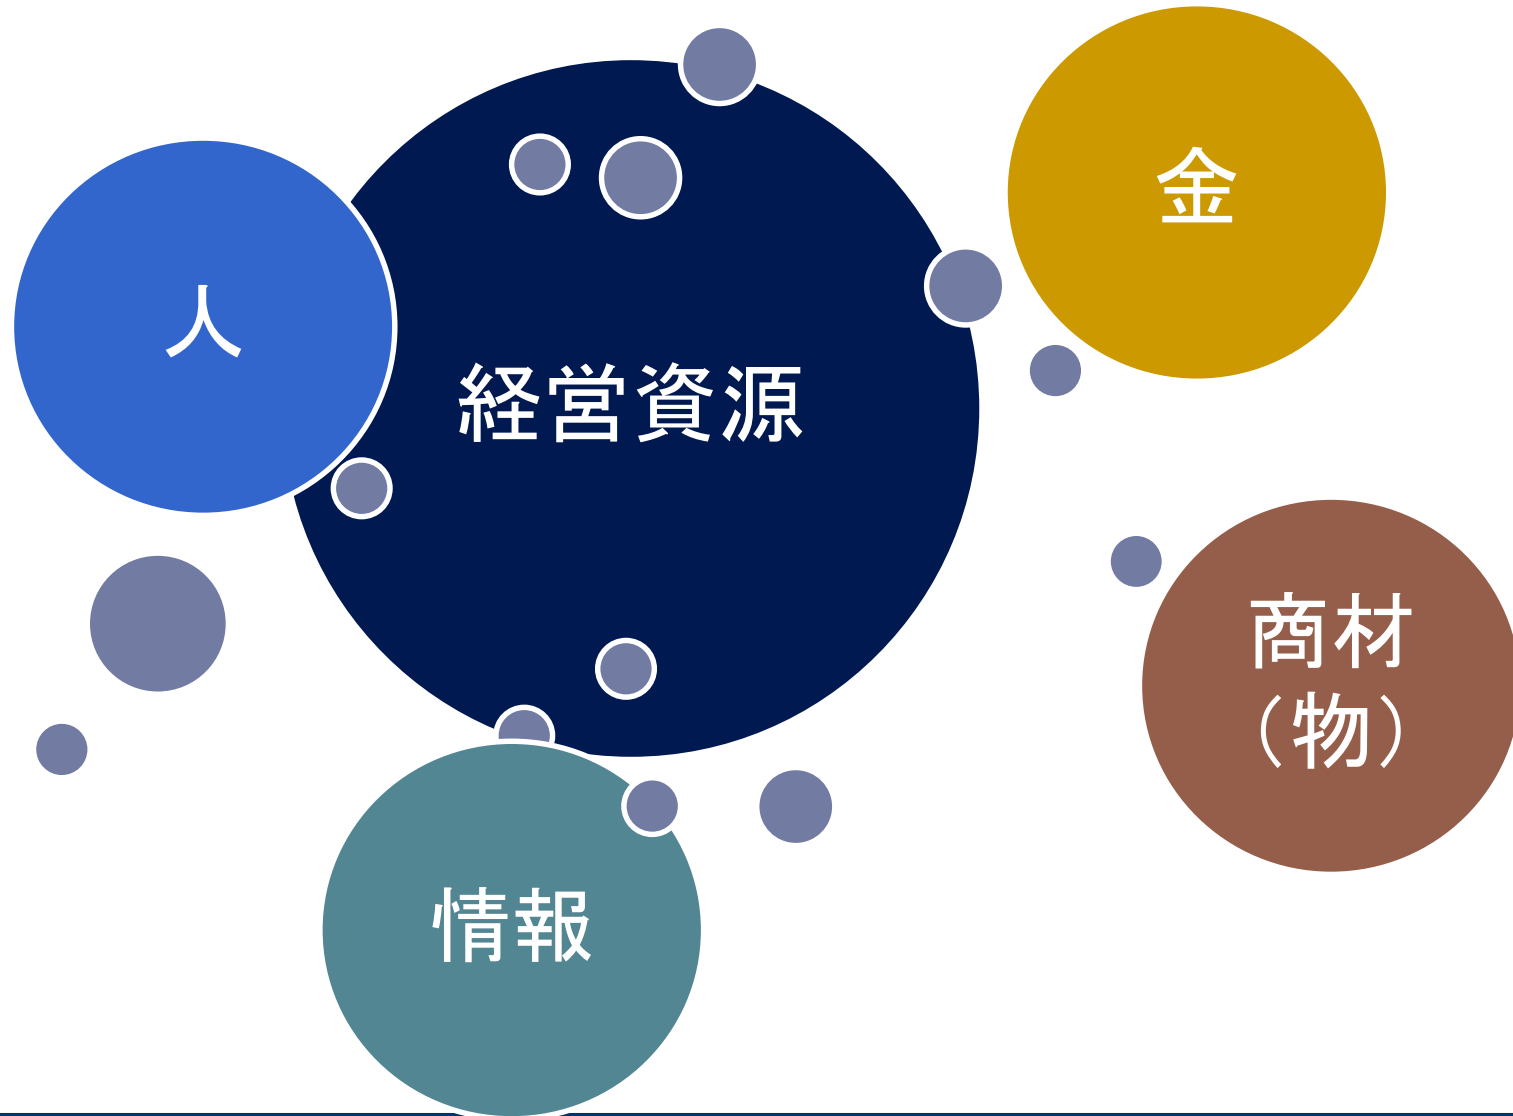 金
人
経営資源
商材
（物）
情報